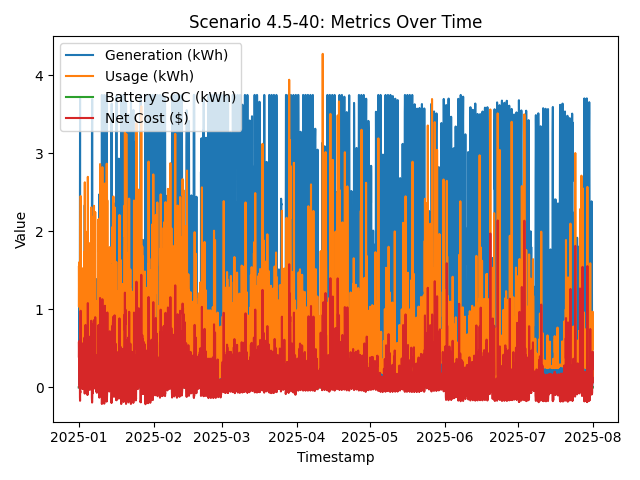 Scenario 4.5-40: Metrics Over Time
Generation (kWh)
Usage (kWh)
Battery SOC (kWh)
Net Cost ($)
Value
4
3
2
1
0
2025-01 2025-02 2025-03 2025-04 2025-05 2025-06 2025-07 2025-08
Timestamp